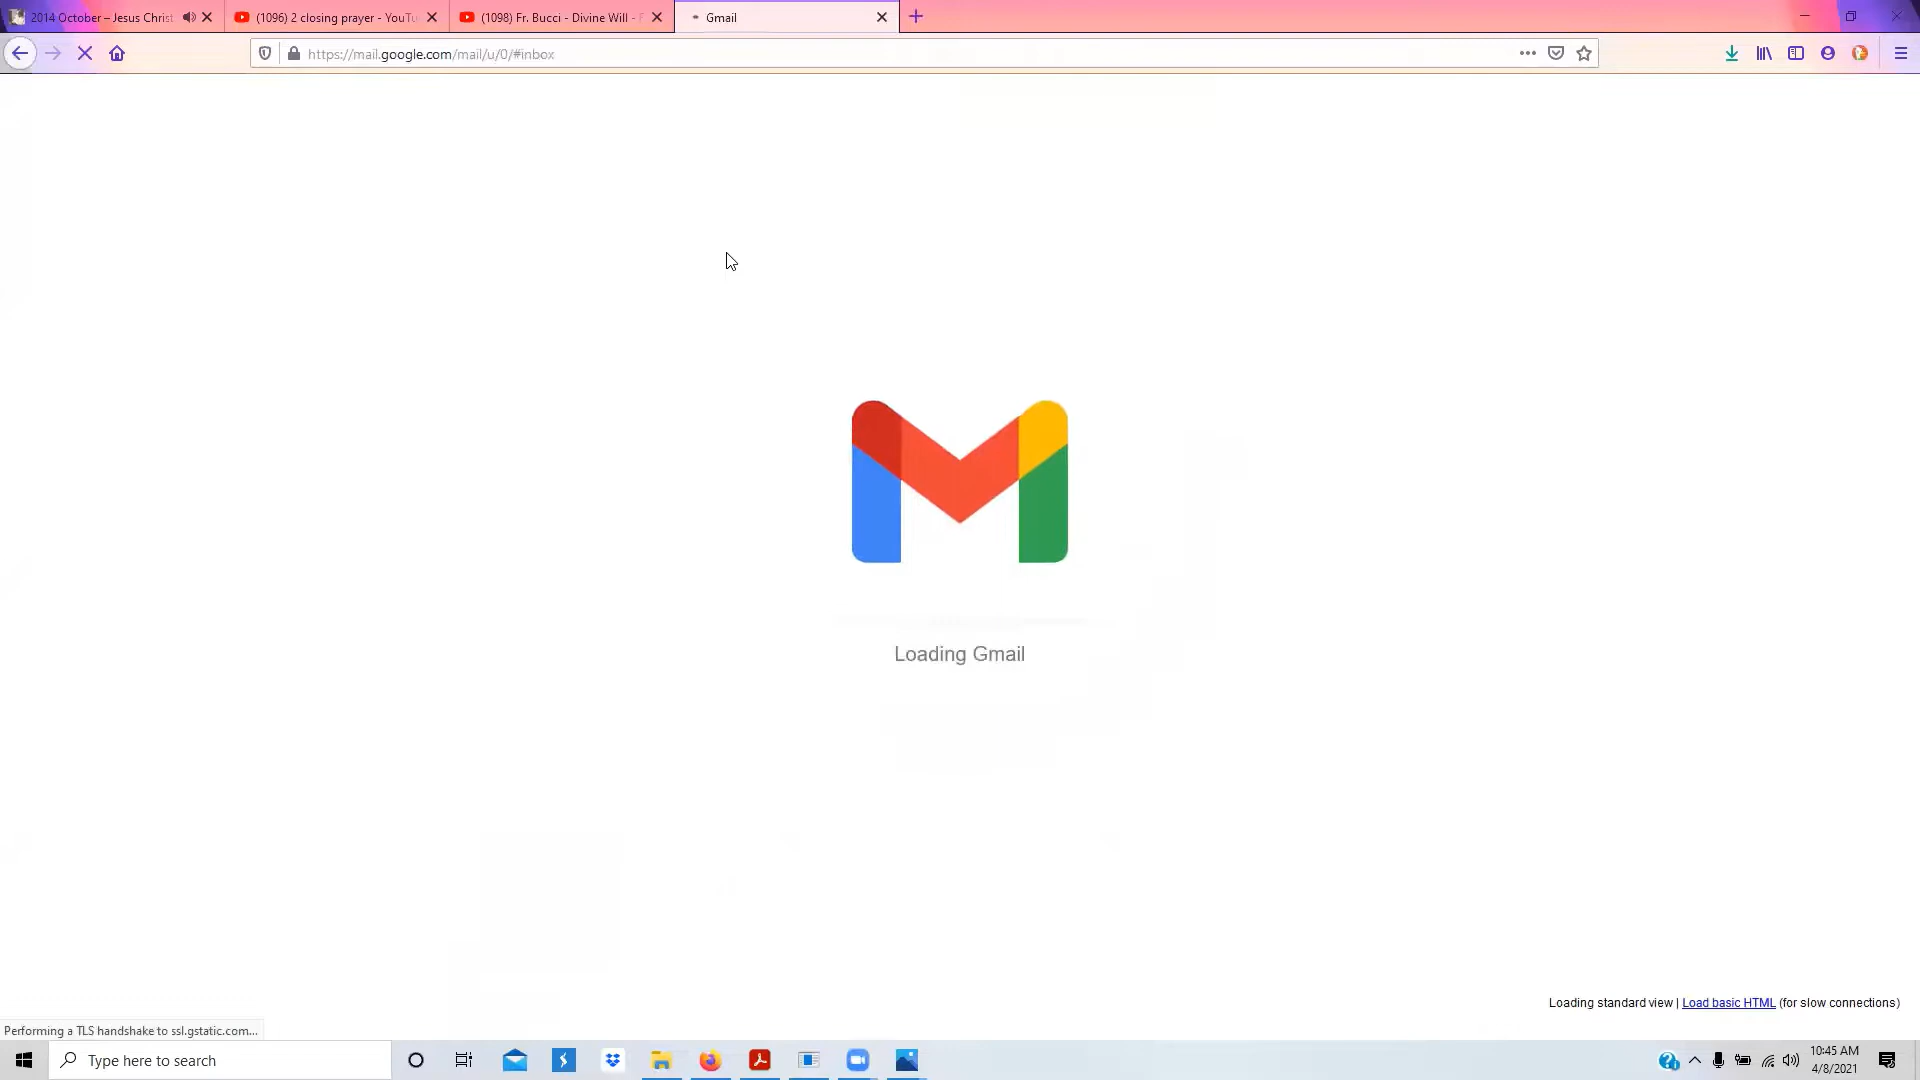 2014 October – Jesus Christ
(1096) 2 closing prayer - YouTu
(1098) Fr. Bucci - Divine Will - F
Gmail
https://mail.google.com/mail/u/0/#inbox
Loading Gmail
Loading standard view | Load basic HTML (for slow connections)
Performing a TLS handshake to ssl.gstatic.com...
Type here to search
10:45 AM
4/8/2021